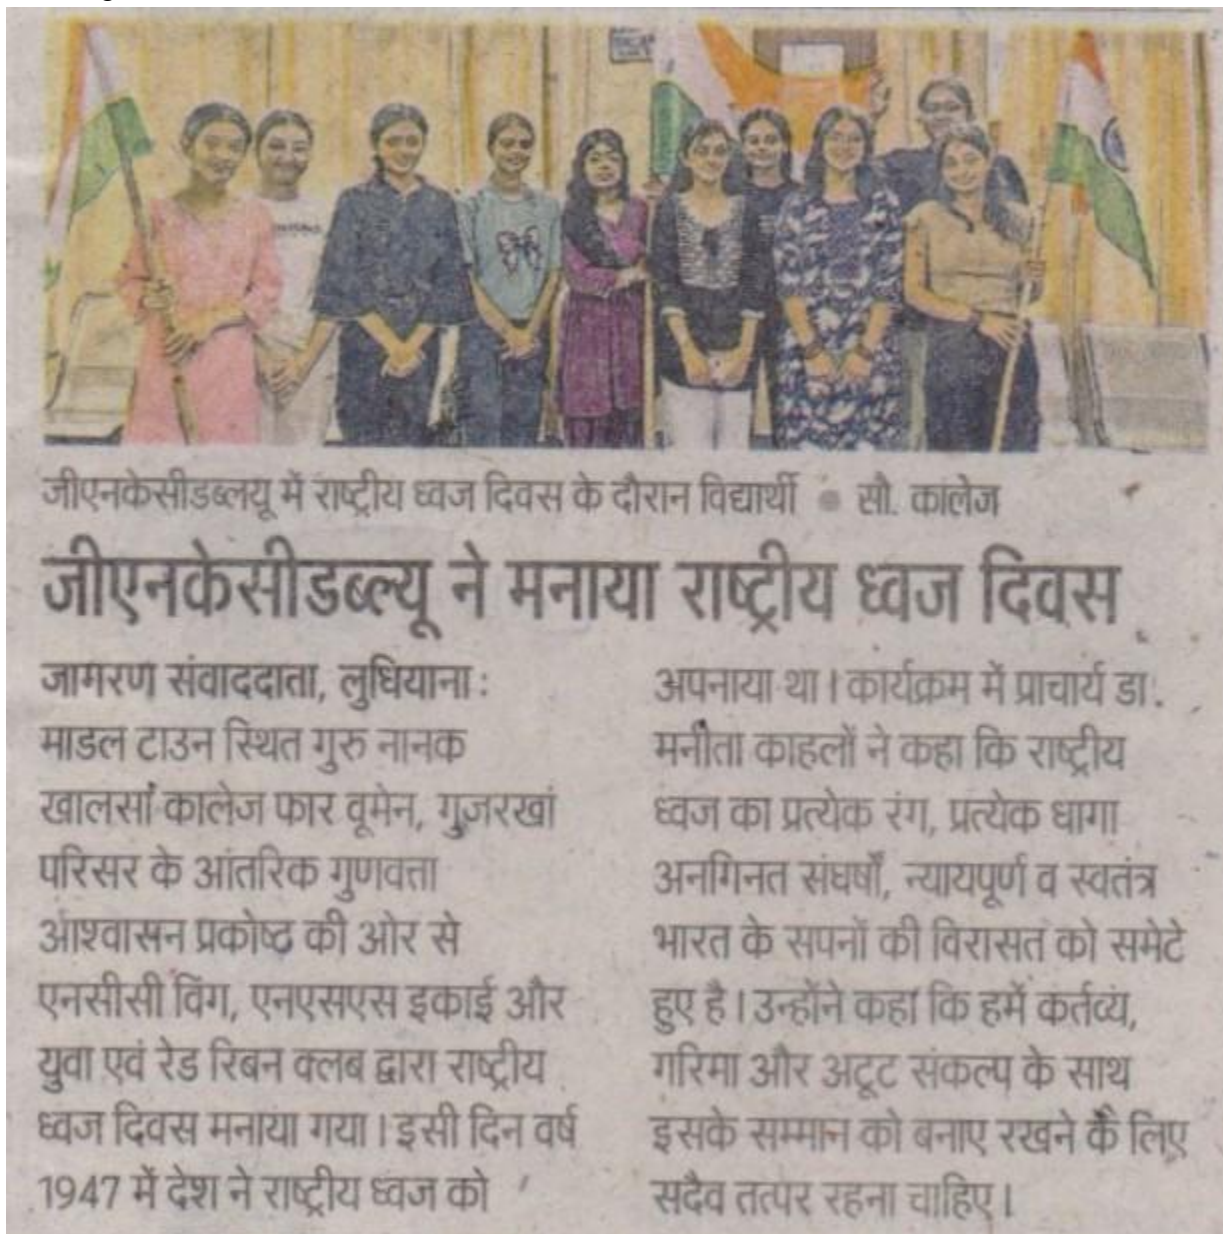 जीएनकेसीडब्लयू में राष्ट्रीय ध्वज दिवस के दौरान विद्यार्थी ● सौ. कालेज
जीएनकेसीडब्ल्यू ने मनाया राष्ट्रीय ध्वज दिवस
जागरण संवाददाता, लुधियाना :
माडल टाउन स्थित गुरु नानक
खालसा कालेज फार वूमेन, गुजरखां
परिसर के आंतरिक गुणवत्ता
आश्वासन प्रकोष्ठ की ओर से
एनसीसी विंग, एनएसएस इकाई और
युवा एवं रेड रिबन क्लब द्वारा राष्ट्रीय
ध्वज दिवस मनाया गया। इसी दिन वर्ष
1947 में देश ने राष्ट्रीय ध्वज को
अपनाया था। कार्यक्रम में प्राचार्य डा.
मनीता काहलों ने कहा कि राष्ट्रीय
ध्वज का प्रत्येक रंग, प्रत्येक धागा
अनगिनत संघर्षों, न्यायपूर्ण व स्वतंत्र
भारत के सपनों की विरासत को समेटे
हुए है। उन्होंने कहा कि हमें कर्तव्य,
गरिमा और अटूट संकल्प के साथ
इसके सम्मान को बनाए रखने के लिए
सदैव तत्पर रहना चाहिए।